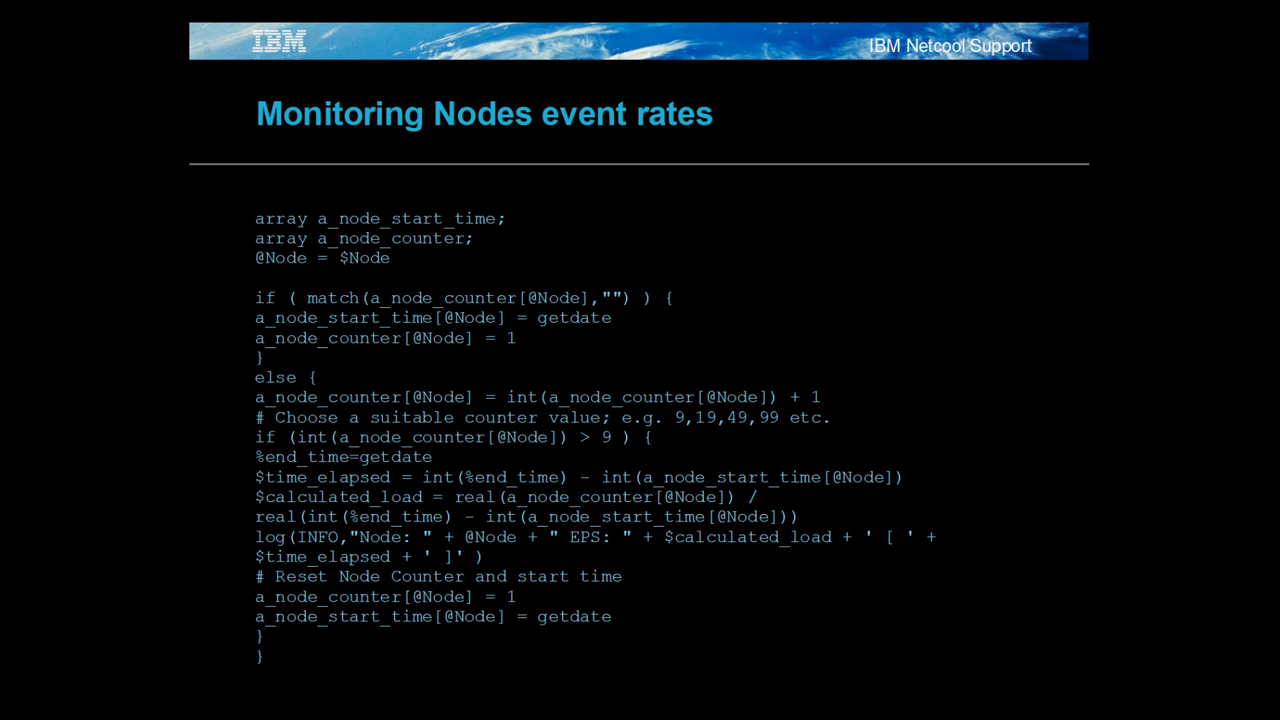 IBM
IBM Netcool Support
Monitoring Nodes event rates
array a_node_start_time;
array a_node_counter;
@Node = $Node
if ( match(a_node_counter[@Node],"") ) {
a_node_start_time[@Node] = getdate
a_node_counter[@Node] = 1
}
else {
a_node_counter[@Node] = int(a_node_counter[@Node]) + 1
# Choose a suitable counter value; e.g. 9,19,49,99 etc.
if (int(a_node_counter[@Node]) > 9 ) {
%end_time=getdate
$time_elapsed = int(%end_time) - int(a_node_start_time[@Node])
$calculated_load = real(a_node_counter[@Node]) /
real(int(%end_time) - int(a_node_start_time[@Node]))
log(INFO,"Node: " + @Node + " EPS: " + $calculated_load + ' [ ' +
$time_elapsed + ' ]' )
# Reset Node Counter and start time
a_node_counter[@Node] = 1
a_node_start_time[@Node] = getdate
}
}